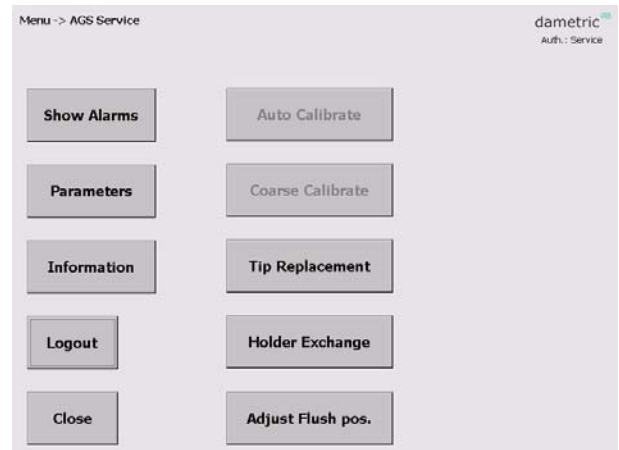 Menu -> AGS Service
dametric
Auth.: Service
Show Alarms
Auto Calibrate
Parameters
Coarse Calibrate
Information
Tip Replacement
Logout
Holder Exchange
Close
Adjust Flush pos.